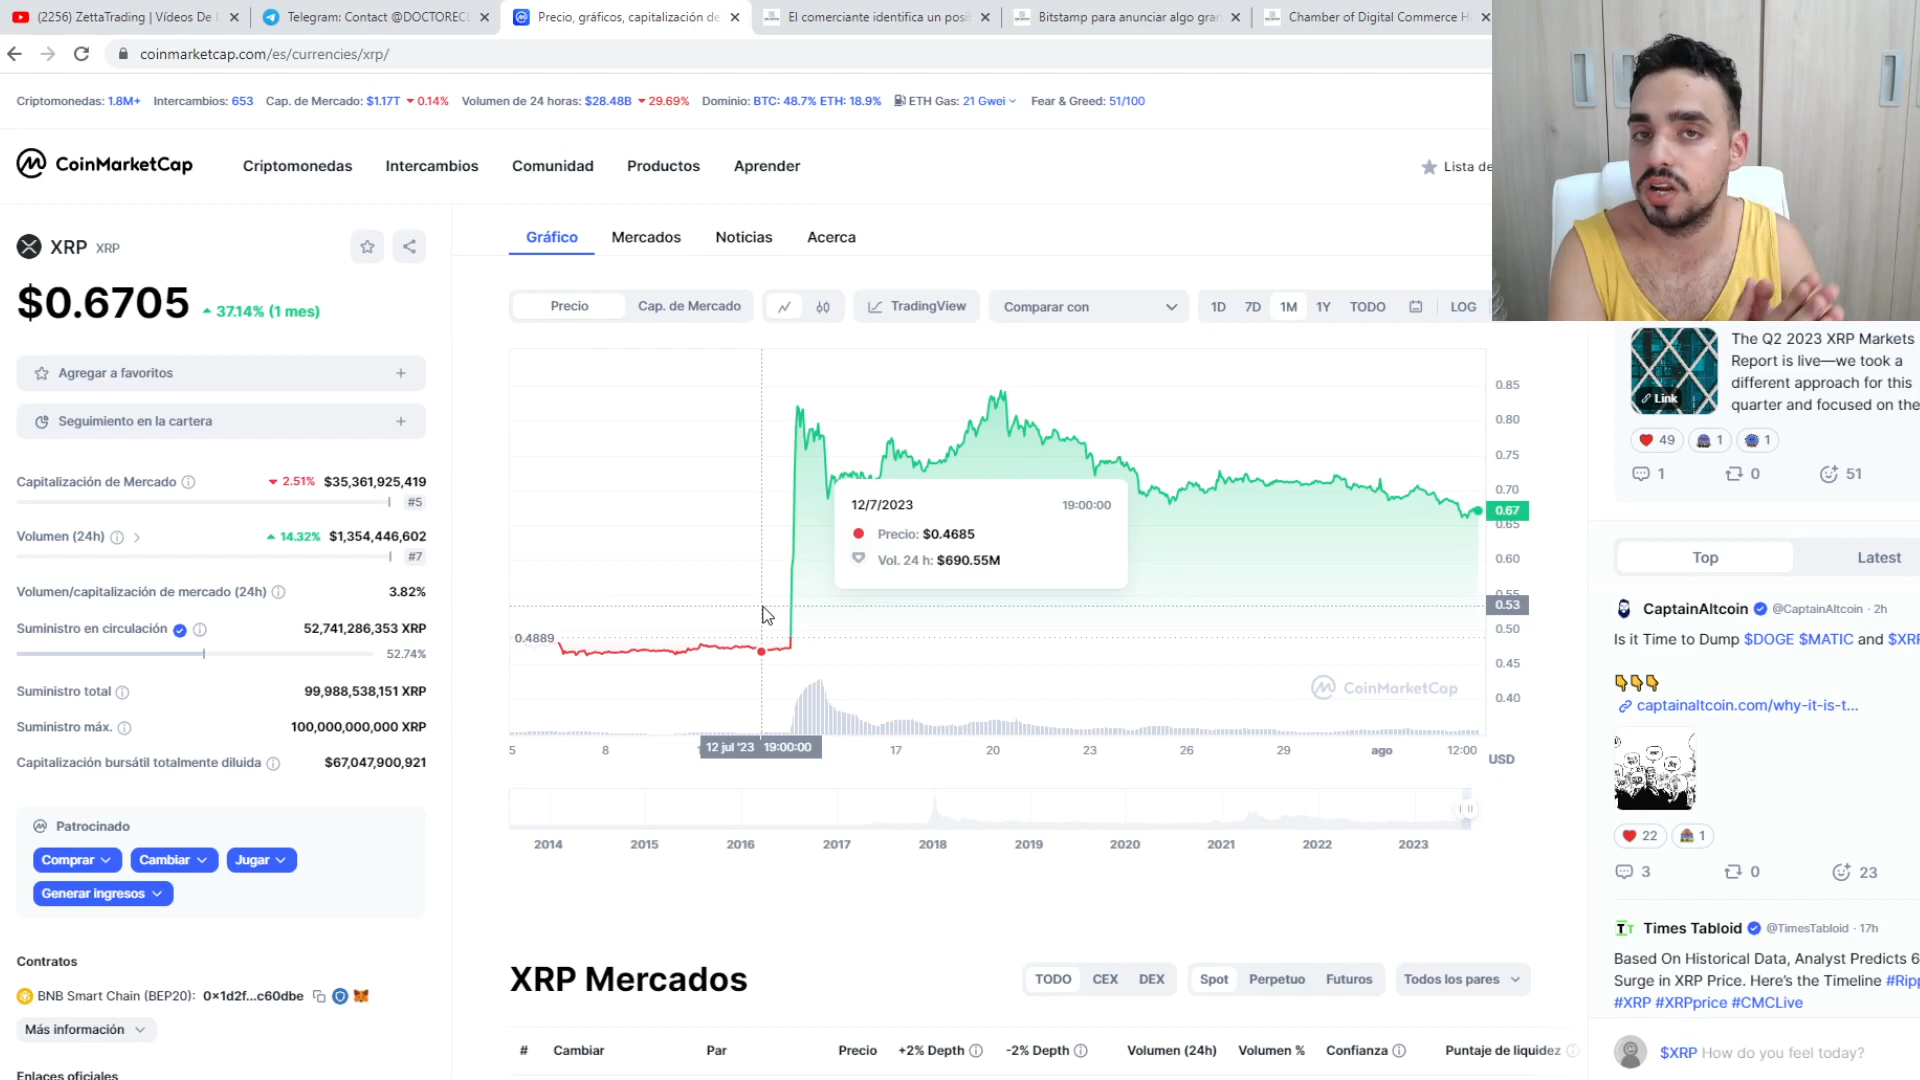 (2256) ZettaTrading | Vídeos De
Telegram: Contact @DOCTOREC
Precio, gráficos, capitalización de
El comerciante identifica un posi
Bitstamp para anunciar algo gran
Chamber of Digital Commerce H
coinmarketcap.com/es/currencies/xrp/
Criptomonedas: 1.8M+ Intercambios: 653 Cap. de Mercado: $1.17T 0.14% Volumen de 24 horas: $28.48B 29.69% Dominio: BTC: 48.7% ETH: 18.9% ETH Gas: 21 Gwei Fear & Greed: 51/100
CoinMarketCap
Criptomonedas Intercambios Comunidad Productos Aprender
Lista de
XRP XRP
$0.6705 37.14% (1 mes)
Agregar a favoritos +
Seguimiento en la cartera +
Capitalización de Mercado 2.51% $35,361,925,419
#5
Volumen (24h) 14.32% $1,354,446,602
#7
Volumen/capitalización de mercado (24h) 3.82%
Suministro en circulación 52,741,286,353 XRP
52.74%
Suministro total 99,988,538,151 XRP
Suministro máx. 100,000,000,000 XRP
Capitalización bursátil totalmente diluida $67,047,900,921
Patrocinado
Comprar Cambiar Jugar
Generar ingresos
Contratos
BNB Smart Chain (BEP20): 0x1d2f...c60dbe
Más información
Enlaces oficiales
Gráfico Mercados Noticias Acerca
Precio Cap. de Mercado TradingView Comparar con 1D 7D 1M 1Y TODO LOG
0.85
0.80
0.75
0.70
0.67
0.65
0.60
0.55
0.53
0.50
0.45
0.40
0.4889
12/7/2023 19:00:00
Precio: $0.4685
Vol. 24 h: $690.55M
CoinMarketCap
5 8 1 12 jul '23 19:00:00 17 20 23 26 29 ago 12:00
USD
2014 2015 2016 2017 2018 2019 2020 2021 2022 2023
XRP Mercados
TODO CEX DEX Spot Perpetuo Futuros Todos los pares
# Cambiar Par Precio +2% Depth -2% Depth Volumen (24h) Volumen % Confianza Puntaje de liquidez
The Q2 2023 XRP Markets
Report is live—we took a
different approach for this
quarter and focused on the
Link
49 1 1
1 0 51
Top Latest
CaptainAltcoin @CaptainAltcoin · 2h
Is it Time to Dump $DOGE $MATIC and $XRP
captainaltcoin.com/why-it-is-t...
22 1
3 0 23
Times Tabloid @TimesTabloid · 17h
Based On Historical Data, Analyst Predicts 6
Surge in XRP Price. Here's the Timeline #Ripp
#XRP #XRPprice #CMCLive
$XRP How do you feel today?